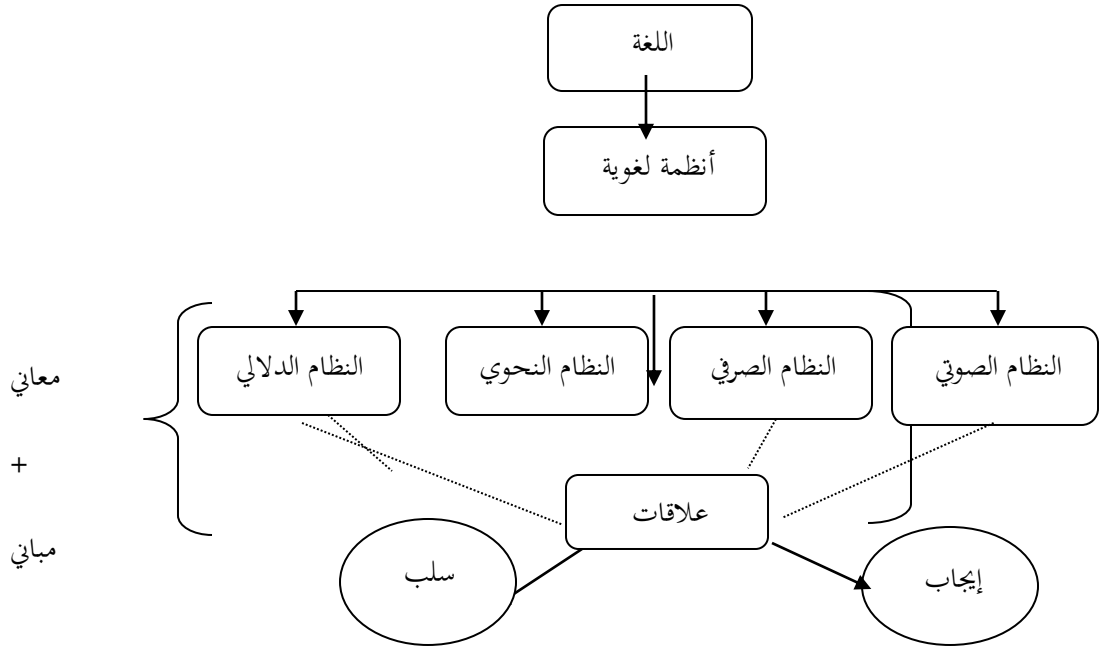 اللغة
أنظمة لغوية
النظام الصوتي
النظام الصرفي
النظام النحوي
النظام الدلالي
معاني
+
مباني
علاقات
إيجاب
سلب